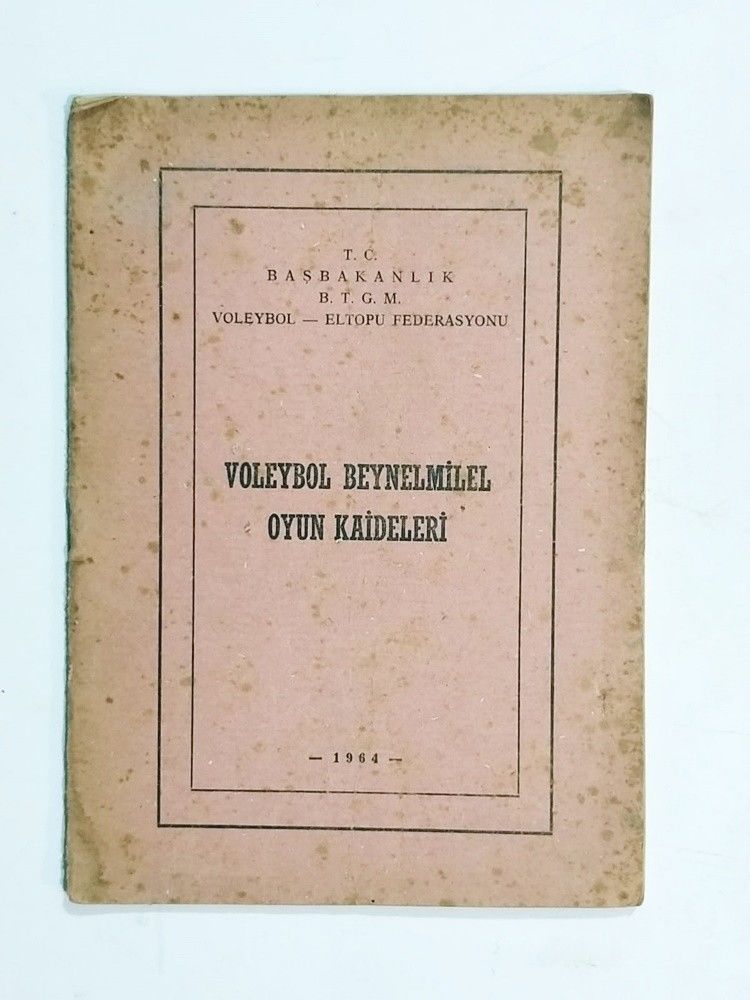 T. C.
BAŞBAKANLIK
B. T. G. M.
VOLEYBOL — ELTOPU FEDERASYONU
VOLEYBOL BEYNELMİLEL
OYUN KAİDELERİ
— 1964 —